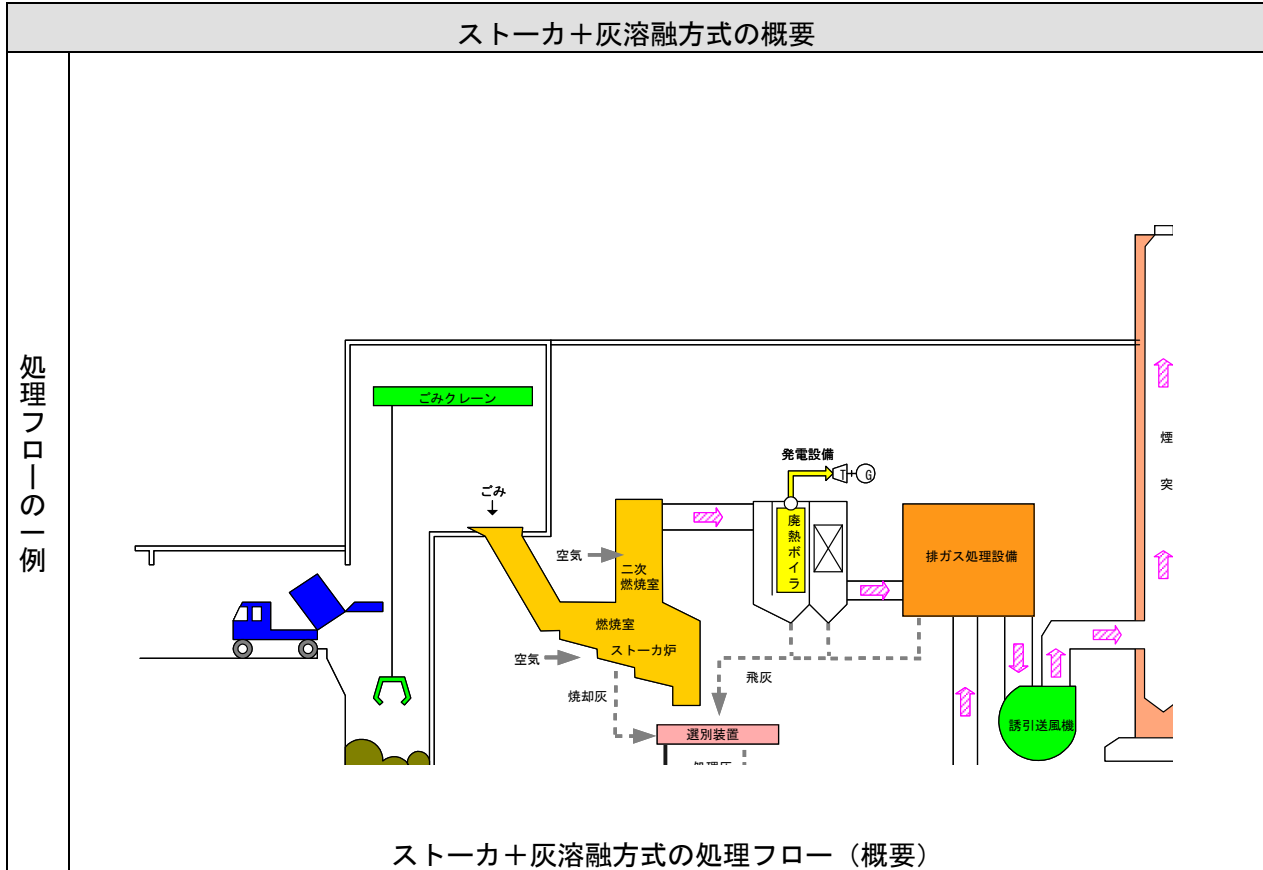 ストーカ＋灰溶融方式の概要
処理フローの一例
ごみクレーン
発電設備
T
G
ごみ
空気
二次
燃焼室
廃熱ボイラ
排ガス処理設備
煙突
燃焼室
ストーカ炉
空気
焼却灰
飛灰
選別装置
誘引送風機
ストーカ＋灰溶融方式の処理フロー（概要）